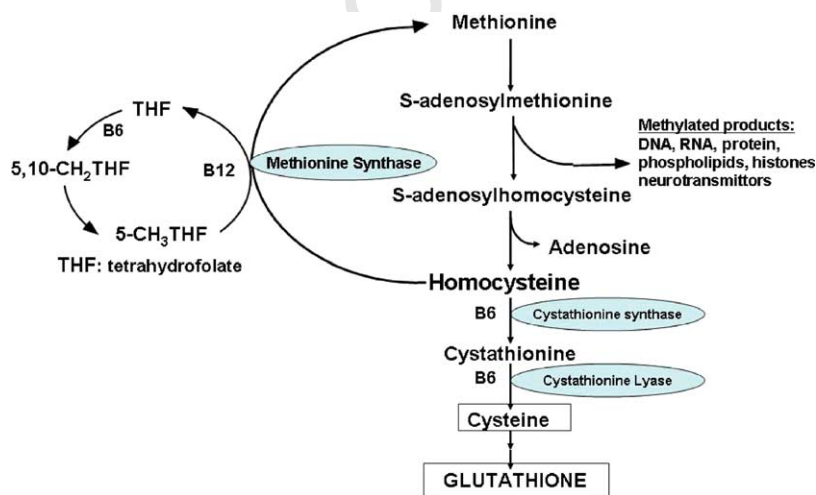 Methionine
S-adenosylmethionine
Methylated products:
DNA, RNA, protein,
phospholipids, histones
neurotransmittors
THF
B6
5,10-CH₂THF
B12
Methionine Synthase
5-CH₃THF
THF: tetrahydrofolate
S-adenosylhomocysteine
Adenosine
Homocysteine
B6
Cystathionine synthase
Cystathionine
B6
Cystathionine Lyase
Cysteine
GLUTATHIONE